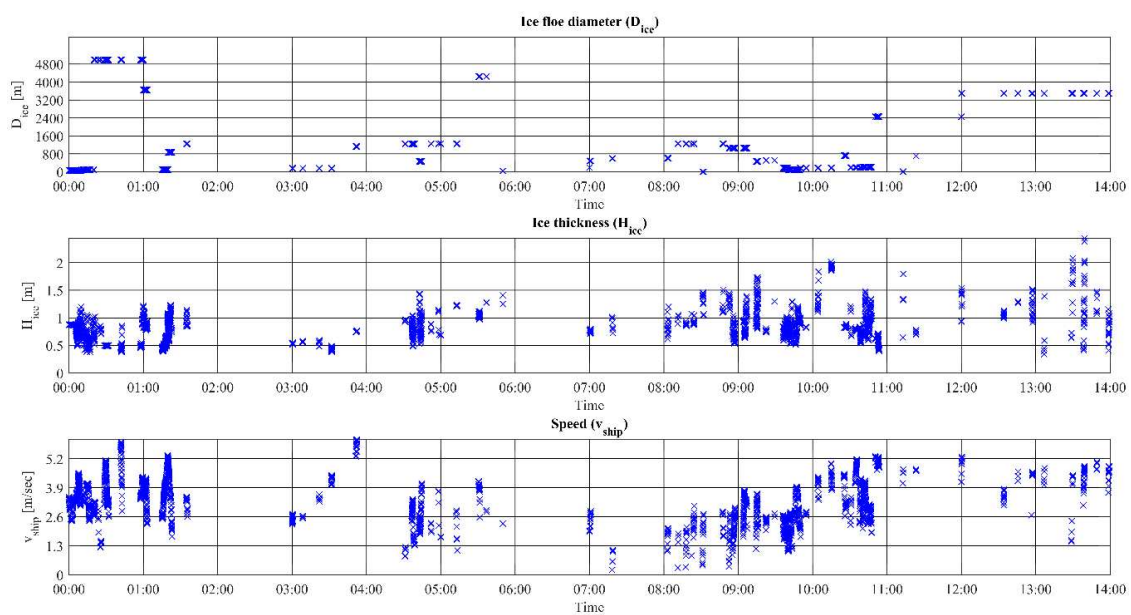 Ice floe diameter (D_ice)
D_ice [m]
4800
4000
3200
2400
1600
800
0
00:00 01:00 02:00 03:00 04:00 05:00 06:00 07:00 08:00 09:00 10:00 11:00 12:00 13:00 14:00
Time
Ice thickness (H_ice)
H_ice [m]
2
1.5
1
0.5
0
00:00 01:00 02:00 03:00 04:00 05:00 06:00 07:00 08:00 09:00 10:00 11:00 12:00 13:00 14:00
Time
Speed (v_ship)
v_ship [m/sec]
5.2
3.9
2.6
1.3
0
00:00 01:00 02:00 03:00 04:00 05:00 06:00 07:00 08:00 09:00 10:00 11:00 12:00 13:00 14:00
Time